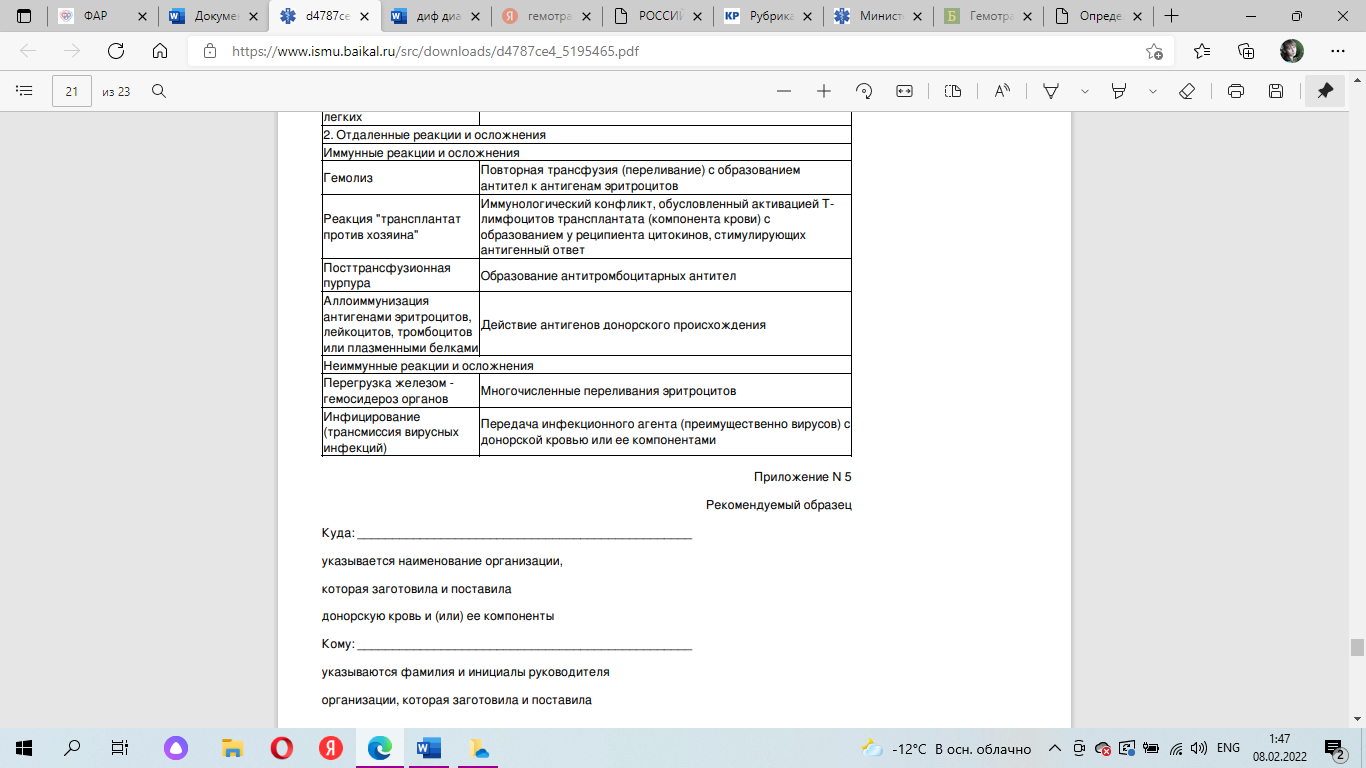 ФАР
Докумен
d4787ce
диф диа
гемотра
РОССИЙ
КР
Рубрика
Минист
Б
Гемотра
Опреде
https://www.ismu.baikal.ru/src/downloads/d4787ce4_5195465.pdf
21
из 23
легких
2. Отдаленные реакции и осложнения
Иммунные реакции и осложнения
Гемолиз
Повторная трансфузия (переливание) с образованием
антител к антигенам эритроцитов
Реакция "трансплантат
против хозяина"
Иммунологический конфликт, обусловленный активацией Т-
лимфоцитов трансплантата (компонента крови) с
образованием у реципиента цитокинов, стимулирующих
антигенный ответ
Посттрансфузионная
пурпура
Образование антитромбоцитарных антител
Аллоиммунизация
антигенами эритроцитов,
лейкоцитов, тромбоцитов
или плазменными белками
Действие антигенов донорского происхождения
Неиммунные реакции и осложнения
Перегрузка железом -
гемосидероз органов
Многочисленные переливания эритроцитов
Инфицирование
(трансмиссия вирусных
инфекций)
Передача инфекционного агента (преимущественно вирусов) с
донорской кровью или ее компонентами
Приложение N 5
Рекомендуемый образец
Куда: ________________________________________________
указывается наименование организации,
которая заготовила и поставила
донорскую кровь и (или) ее компоненты
Кому: ________________________________________________
указываются фамилия и инициалы руководителя
организации, которая заготовила и поставила
-12°C В осн. облачно
ENG
1:47
08.02.2022
2